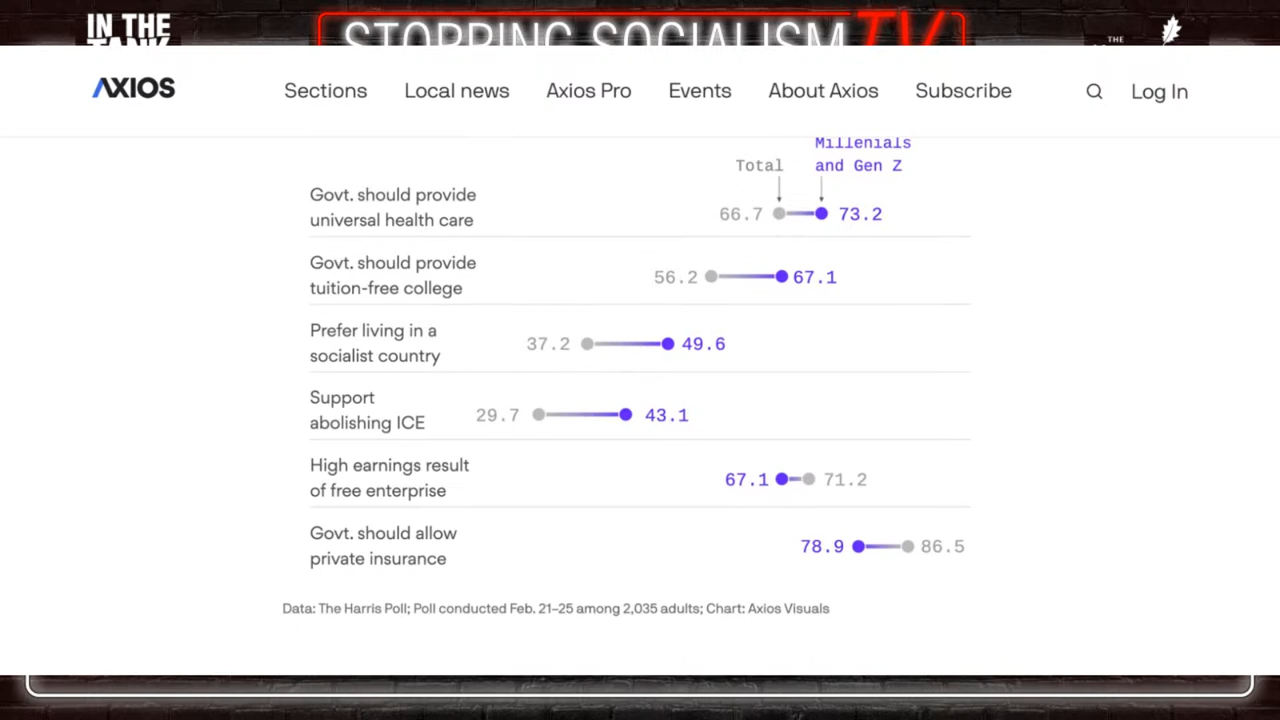 IN THE
TANK
STOPPING SOCIALISM TV
THE
AXIOS
Sections
Local news
Axios Pro
Events
About Axios
Subscribe
Log In
Millenials
and Gen Z
Total
Govt. should provide
universal health care
66.7
73.2
Govt. should provide
tuition-free college
56.2
67.1
Prefer living in a
socialist country
37.2
49.6
Support
abolishing ICE
29.7
43.1
High earnings result
of free enterprise
67.1
71.2
Govt. should allow
private insurance
78.9
86.5
Data: The Harris Poll; Poll conducted Feb. 21–25 among 2,035 adults; Chart: Axios Visuals